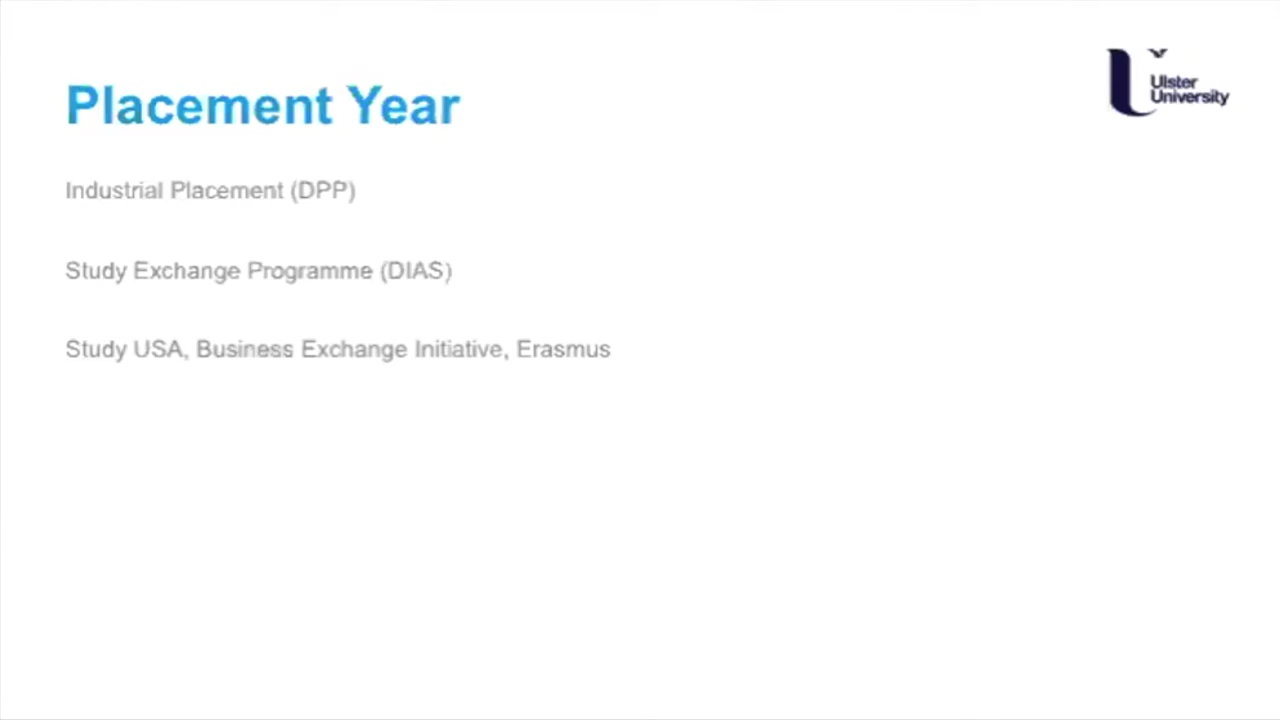 Placement Year
Ulster
University
Industrial Placement (DPP)
Study Exchange Programme (DIAS)
Study USA, Business Exchange Initiative, Erasmus